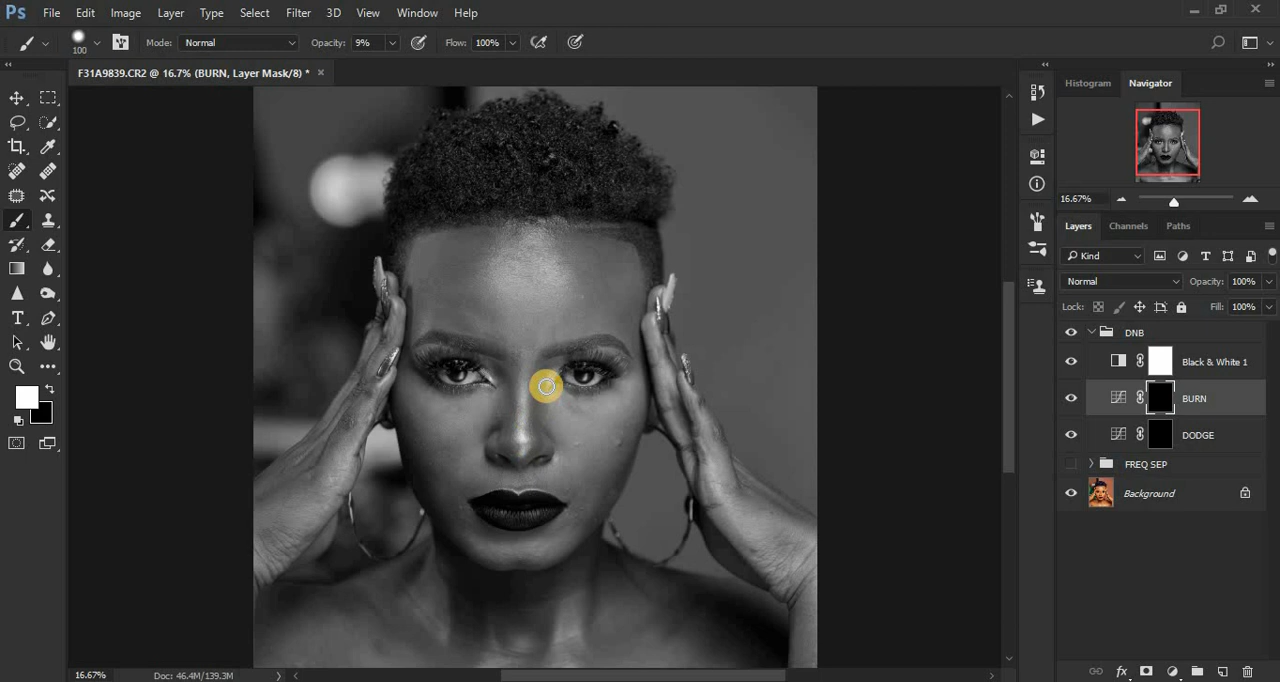 Ps File Edit Image Layer Type Select Filter 3D View Window Help
100 Mode: Normal Opacity: 9% Flow: 100%
F31A9839.CR2 @ 16.7% (BURN, Layer Mask/8) * ×
Histogram Navigator
16.67%
Layers Channels Paths
Kind
Normal Opacity: 100%
Lock: Fill: 100%
DNB
Black & White 1
BURN
DODGE
FREQ SEP
Background
16.67% Doc: 46.4M/139.3M